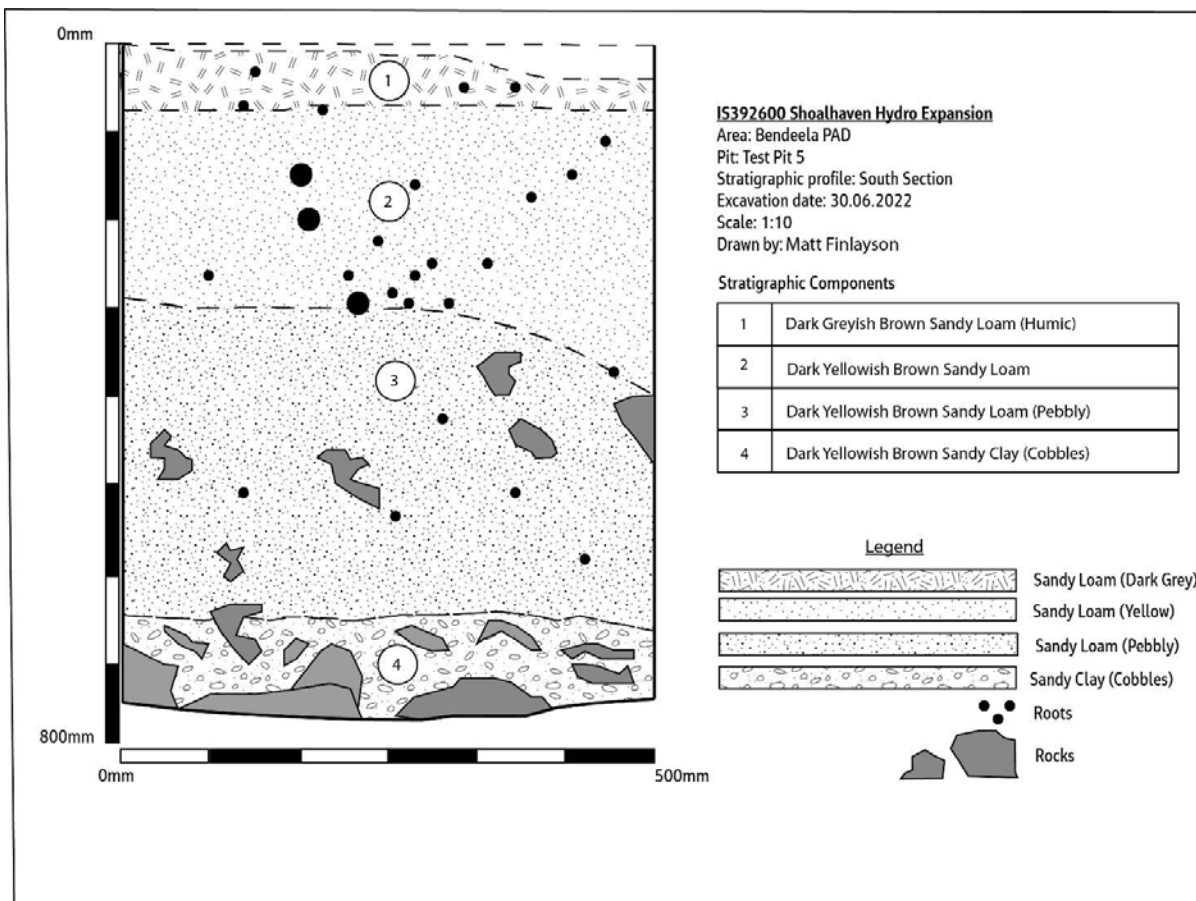 0mm
1
2
3
4
800mm
0mm
500mm
IS392600 Shoalhaven Hydro Expansion
Area: Bendeela PAD
Pit: Test Pit 5
Stratigraphic profile: South Section
Excavation date: 30.06.2022
Scale: 1:10
Drawn by: Matt Finlayson
Stratigraphic Components
1 Dark Greyish Brown Sandy Loam (Humic)
2 Dark Yellowish Brown Sandy Loam
3 Dark Yellowish Brown Sandy Loam (Pebbly)
4 Dark Yellowish Brown Sandy Clay (Cobbles)
Legend
Sandy Loam (Dark Grey)
Sandy Loam (Yellow)
Sandy Loam (Pebbly)
Sandy Clay (Cobbles)
Roots
Rocks